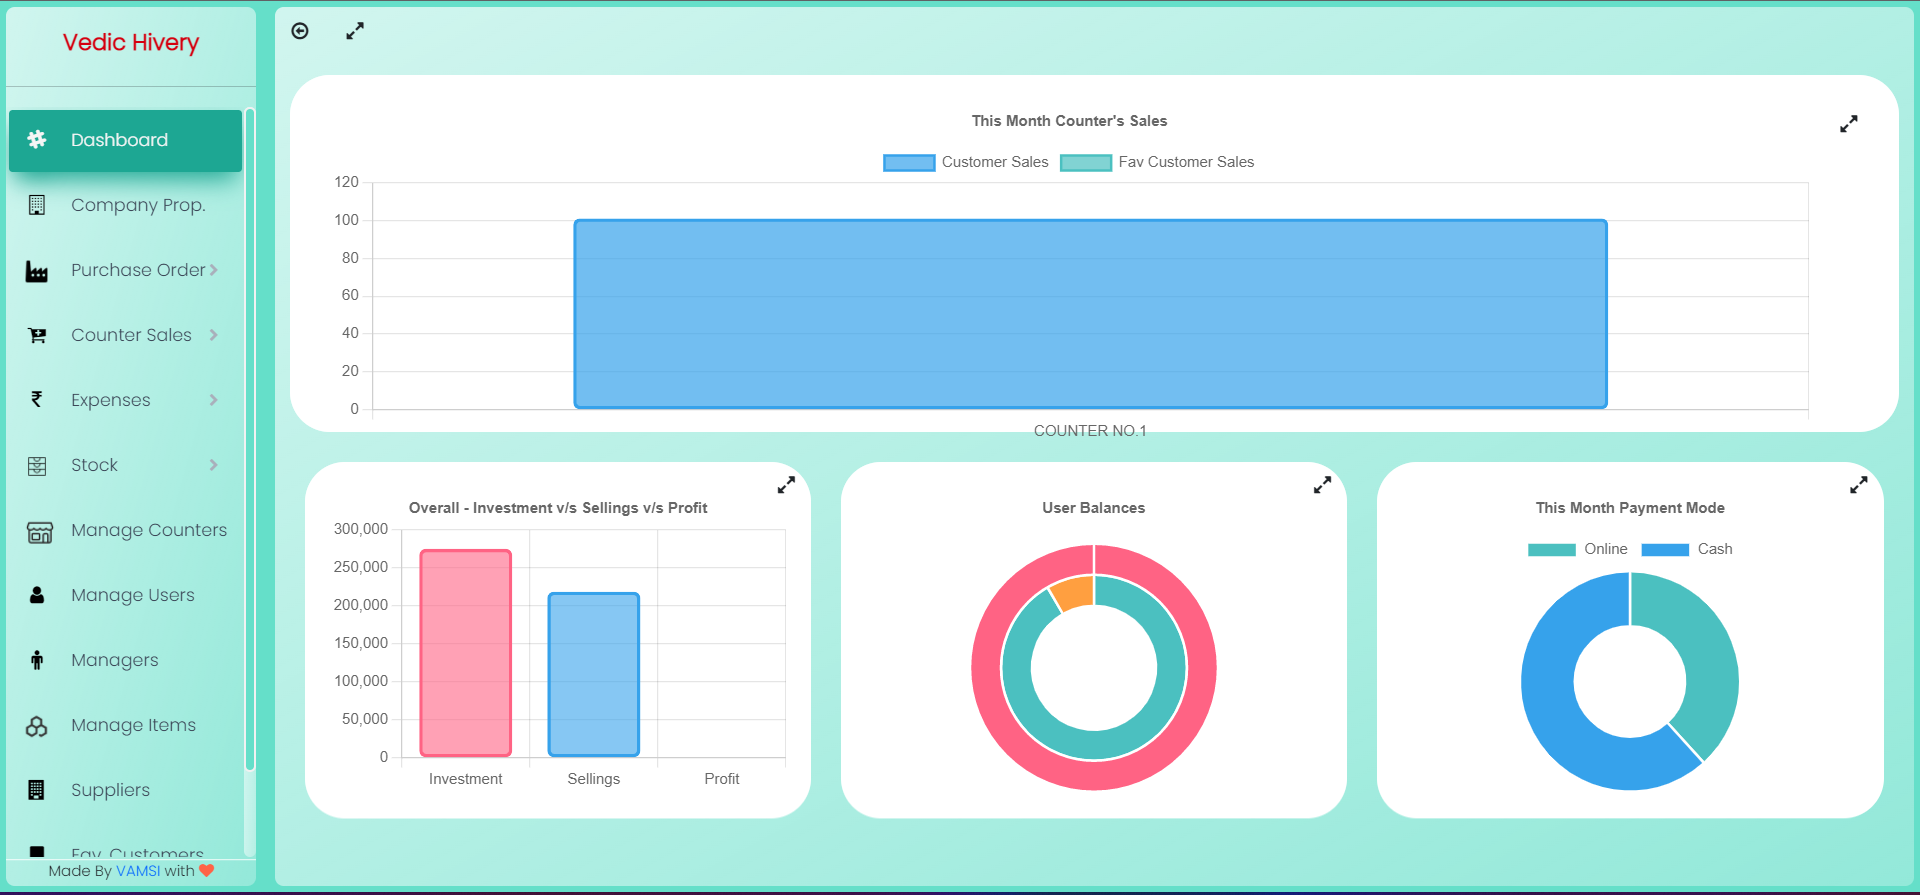 Vedic Hivery
Dashboard
Company Prop.
Purchase Order
Counter Sales
Expenses
Stock
Manage Counters
Manage Users
Managers
Manage Items
Suppliers
Fav. Customers
Made By VAMSI with
This Month Counter's Sales
Customer Sales Fav Customer Sales
120
100
80
60
40
20
0
COUNTER NO.1
Overall - Investment v/s Sellings v/s Profit
300,000
250,000
200,000
150,000
100,000
50,000
0
Investment Sellings Profit
User Balances
This Month Payment Mode
Online Cash